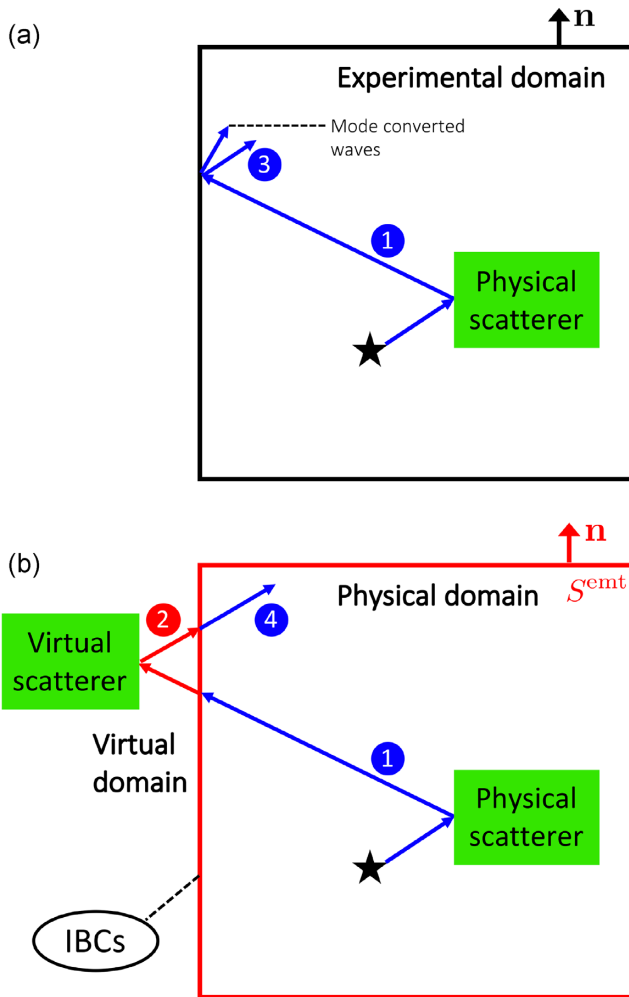 (a)
n
Experimental domain
Mode converted
waves
3
1
Physical
scatterer
(b)
n
Physical domain
S^emt
2
4
Virtual
scatterer
Virtual
domain
1
Physical
scatterer
IBCs